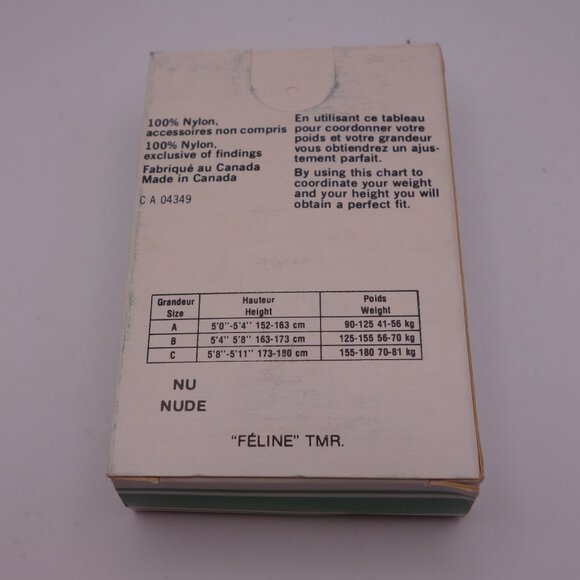 100% Nylon,
accessoires non compris
100% Nylon,
exclusive of findings
Fabriqué au Canada
Made in Canada
C A 04349
En utilisant ce tableau
pour coordonner votre
poids et votre grandeur
vous obtiendrez un ajus-
tement parfait.
By using this chart to
coordinate your weight
and your height you will
obtain a perfect fit.
Grandeur Hauteur Poids
Size Height Weight
A 5'0''-5'4'' 152-163 cm 90-125 41-56 kg
B 5'4'' 5'8'' 163-173 cm 125-155 56-70 kg
C 5'8''-5'11'' 173-180 cm 155-180 70-81 kg
NU
NUDE
"FÉLINE" TMR.